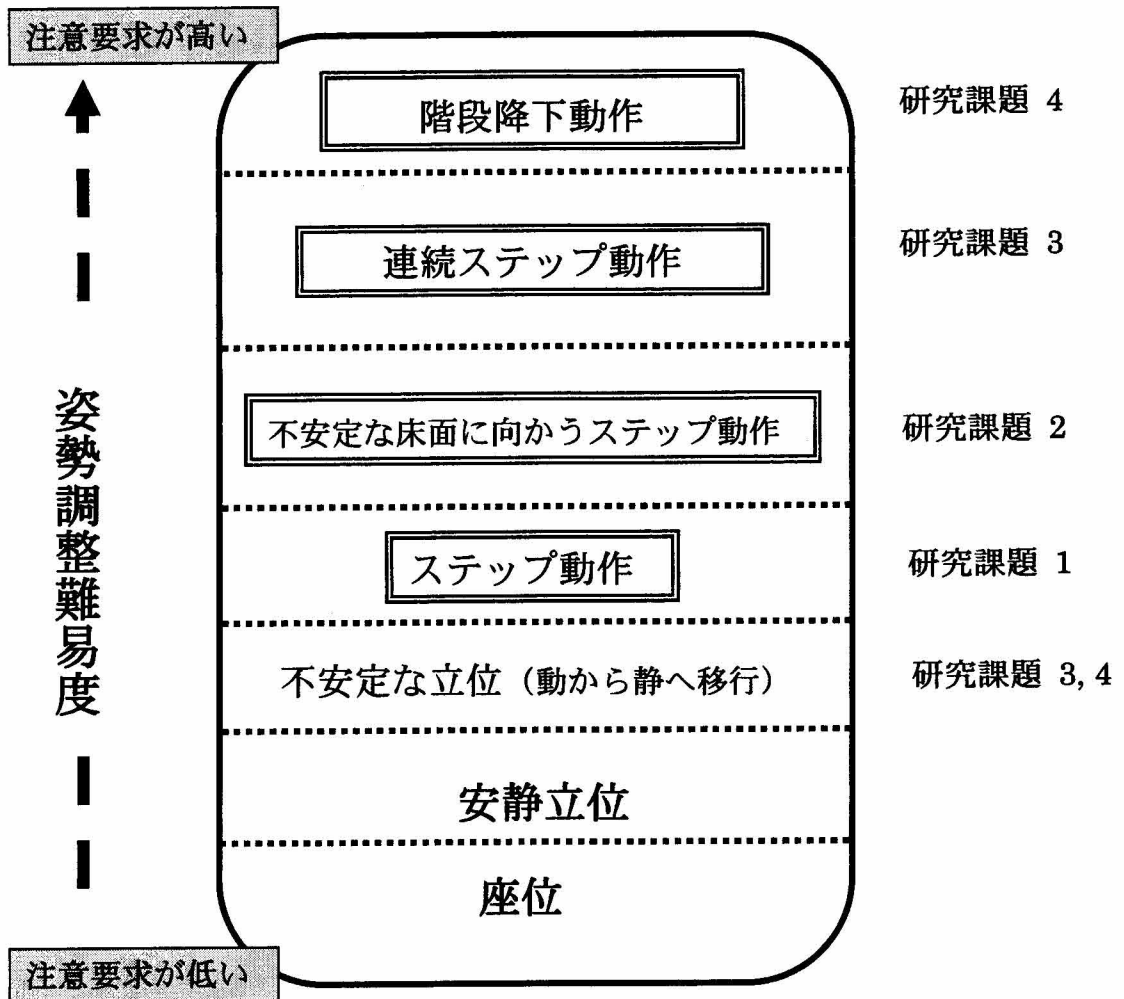 注意要求が高い
階段降下動作
研究課題 4
連続ステップ動作
研究課題 3
姿勢調整難易度
不安定な床面に向かうステップ動作
研究課題 2
ステップ動作
研究課題 1
不安定な立位（動から静へ移行）
研究課題 3, 4
安静立位
座位
注意要求が低い